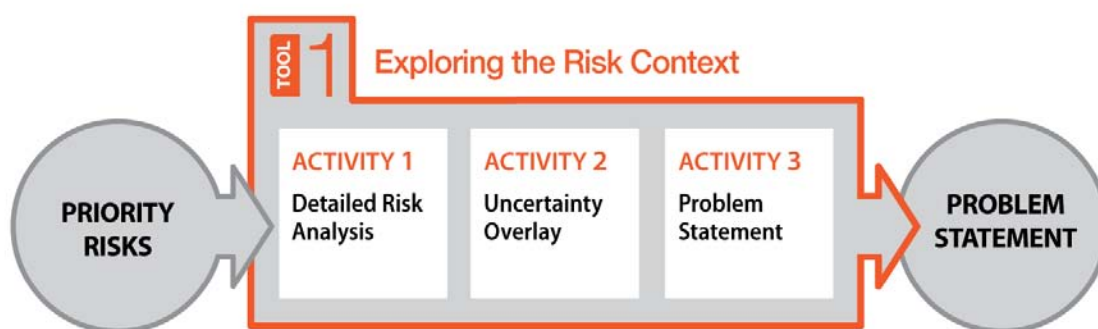 TOOL 1 Exploring the Risk Context
PRIORITY
RISKS
ACTIVITY 1
Detailed Risk
Analysis
ACTIVITY 2
Uncertainty
Overlay
ACTIVITY 3
Problem
Statement
PROBLEM
STATEMENT